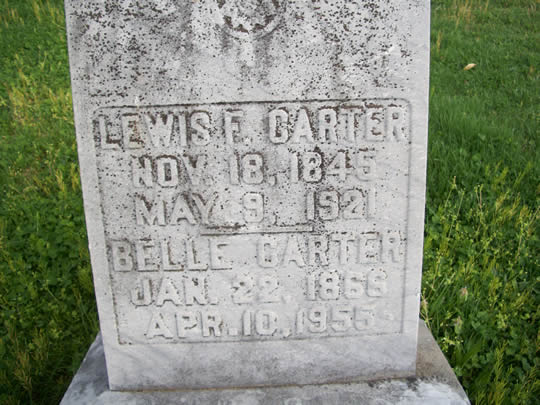 LEWIS F. CARTER
NOV. 18, 1845
MAY 9, 1921
BELLE CARTER
JAN. 22, 1866
APR. 10, 1955